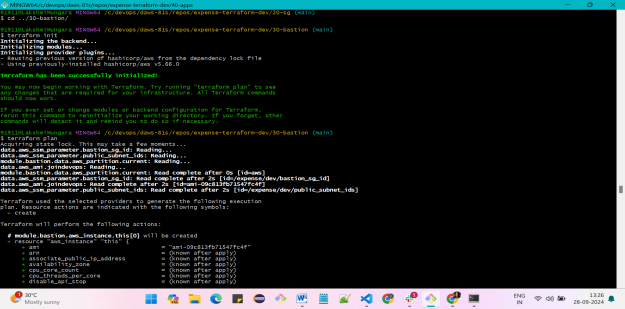 MINGW64:/c/devops/daws-81s/repos/expense-terraform-dev/40-apps
MINGW64 /c/devops/daws-81s/repos/expense-terraform-dev/20-sg (main)
$ cd ../30-bastion/
MINGW64 /c/devops/daws-81s/repos/expense-terraform-dev/30-bastion (main)
$ terraform init
Initializing the backend...
Initializing modules...
Initializing provider plugins...
- Reusing previous version of hashicorp/aws from the dependency lock file
- Using previously-installed hashicorp/aws v5.66.0
Terraform has been successfully initialized!
You may now begin working with Terraform. Try running "terraform plan" to see
any changes that are required for your infrastructure. All Terraform commands
should now work.
If you ever set or change modules or backend configuration for Terraform,
rerun this command to reinitialize your working directory. If you forget, other
commands will detect it and remind you to do so if necessary.
MINGW64 /c/devops/daws-81s/repos/expense-terraform-dev/30-bastion (main)
$ terraform plan
Acquiring state lock. This may take a few moments...
data.aws_ssm_parameter.bastion_sg_id: Reading...
data.aws_ssm_parameter.public_subnet_ids: Reading...
module.bastion.data.aws_partition.current: Reading...
data.aws_ami.joindevops: Reading...
module.bastion.data.aws_partition.current: Read complete after 0s [id=aws]
data.aws_ssm_parameter.bastion_sg_id: Read complete after 2s [id=/expense/dev/bastion_sg_id]
data.aws_ami.joindevops: Read complete after 2s [id=ami-09c813fb71547fc4f]
data.aws_ssm_parameter.public_subnet_ids: Read complete after 2s [id=/expense/dev/public_subnet_ids]
Terraform used the selected providers to generate the following execution
plan. Resource actions are indicated with the following symbols:
+ create
Terraform will perform the following actions:
# module.bastion.aws_instance.this[0] will be created
+ resource "aws_instance" "this" {
+ ami = "ami-09c813fb71547fc4f"
+ arn = (known after apply)
+ associate_public_ip_address = (known after apply)
+ availability_zone = (known after apply)
+ cpu_core_count = (known after apply)
+ cpu_threads_per_core = (known after apply)
+ disable_api_stop = (known after apply)
30°C
Mostly sunny
ENG
IN
13:26
28-09-2024